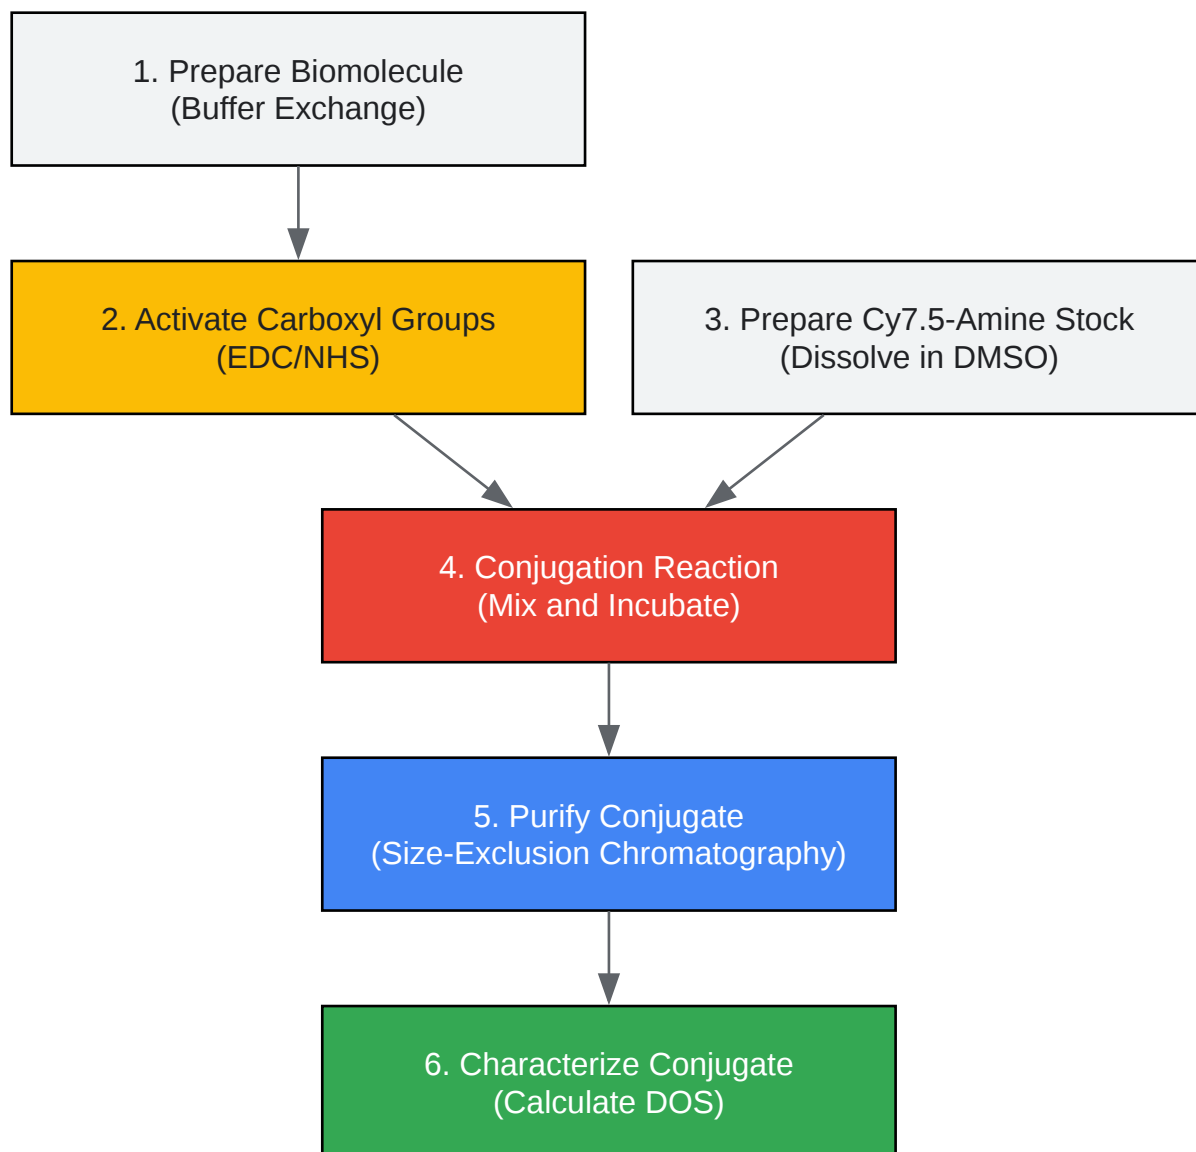 1. Prepare Biomolecule
(Buffer Exchange)
2. Activate Carboxyl Groups
(EDC/NHS)
3. Prepare Cy7.5-Amine Stock
(Dissolve in DMSO)
4. Conjugation Reaction
(Mix and Incubate)
5. Purify Conjugate
(Size-Exclusion Chromatography)
6. Characterize Conjugate
(Calculate DOS)